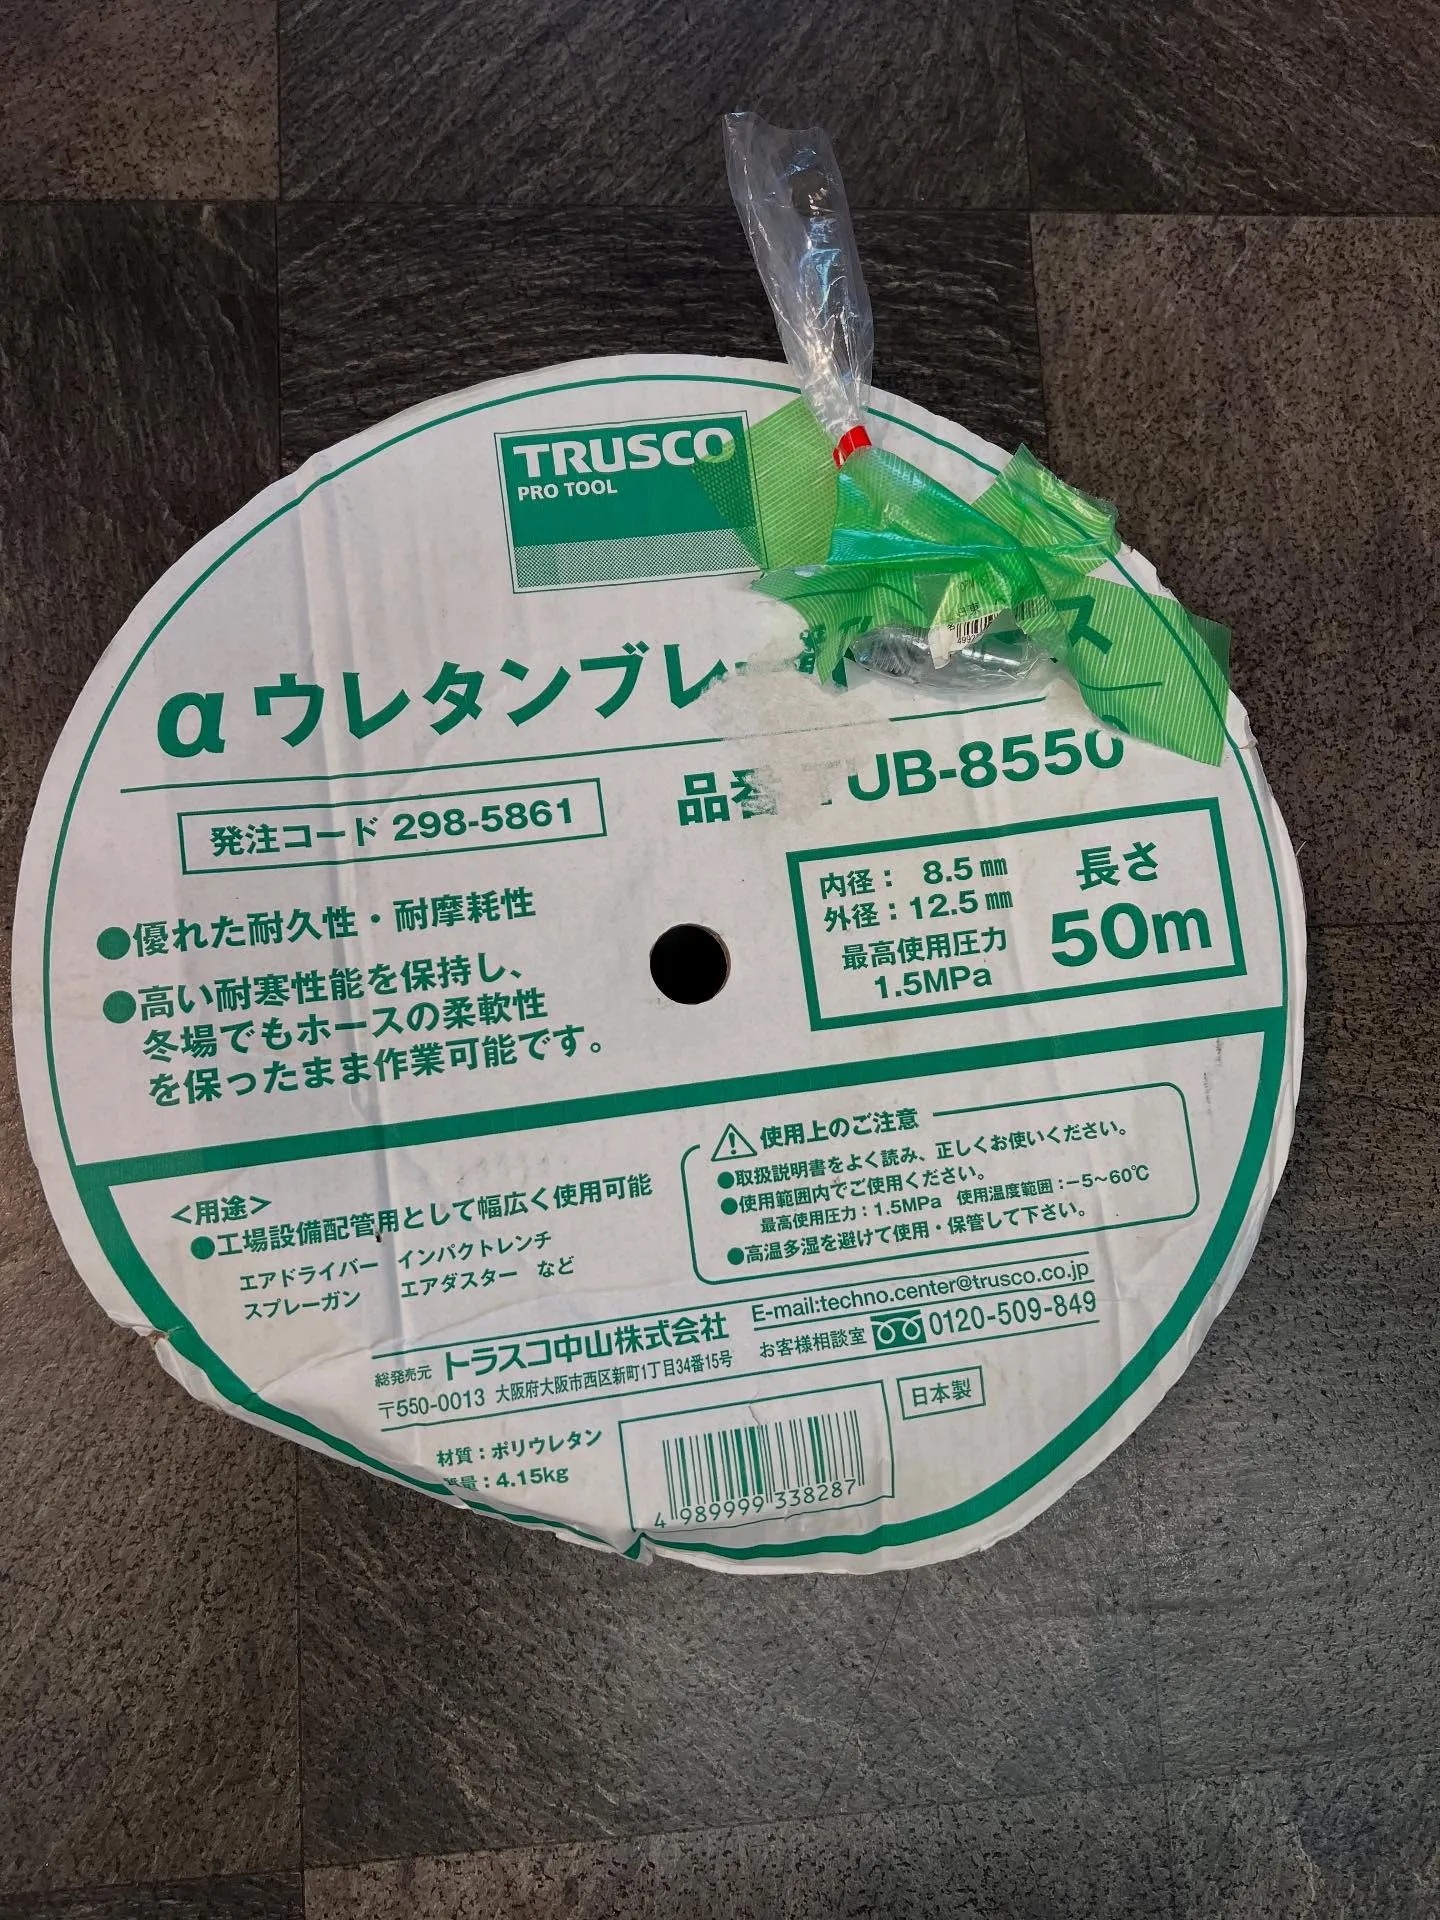 TRUSCO
PRO TOOL
αウレタンブレ
ス
品番 UB-8550
発注コード 298-5861
●優れた耐久性・耐摩耗性
●高い耐寒性能を保持し、
冬場でもホースの柔軟性
を保ったまま作業可能です。
内径： 8.5㎜
外径：12.5㎜
最高使用圧力
1.5MPa
長さ
50m
＜用途＞
●工場設備配管用として幅広く使用可能
エアドライバー インパクトレンチ
スプレーガン エアダスター など
使用上のご注意
●取扱説明書をよく読み、正しくお使いください。
●使用範囲内でご使用ください。
最高使用圧力：1.5MPa 使用温度範囲：−5～60℃
●高温多湿を避けて使用・保管して下さい。
総発売元 トラスコ中山株式会社
〒550-0013 大阪府大阪市西区新町1丁目34番15号
E-mail:techno.center@trusco.co.jp
お客様相談室 0120-509-849
日本製
材質：ポリウレタン
量：4.15kg
4 989999 338287